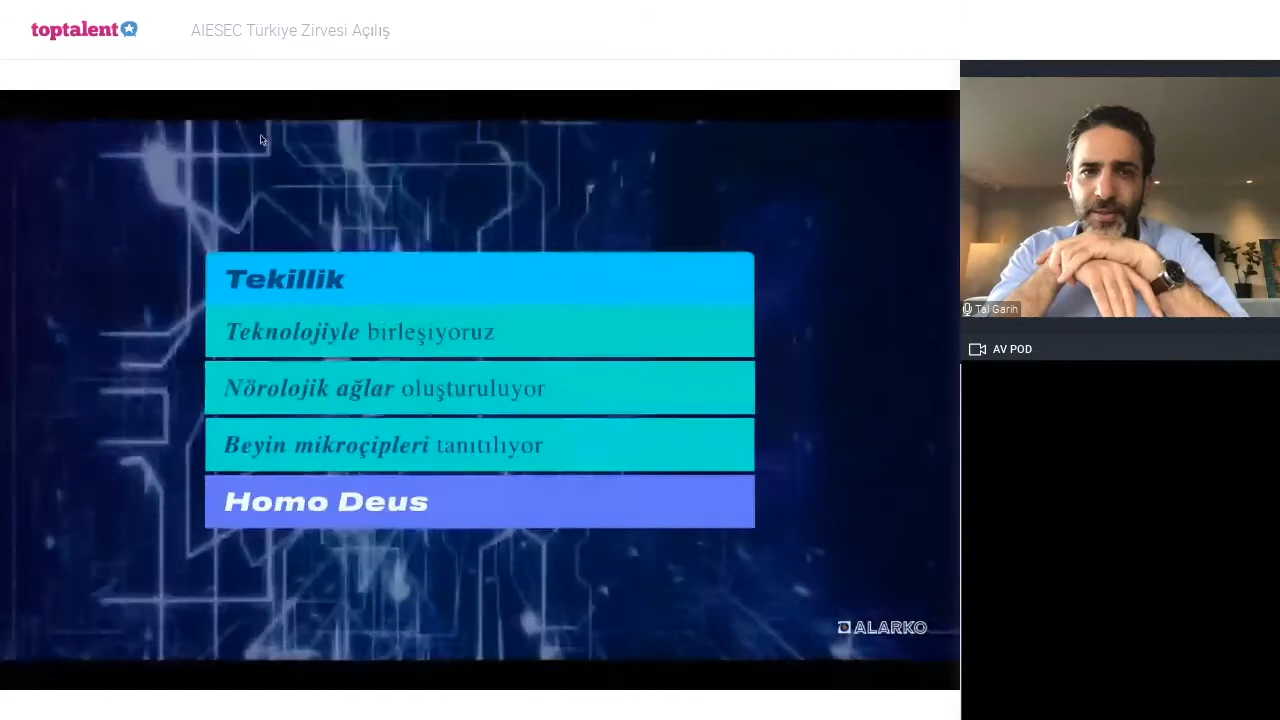 toptalent
AIESEC Türkiye Zirvesi Açılış
Tekillik
Teknolojiyle birleşiyoruz
Nörolojik ağlar oluşturuluyor
Beyin mikroçipleri tanıtılıyor
Homo Deus
ALARKO
Tal Garih
AV POD